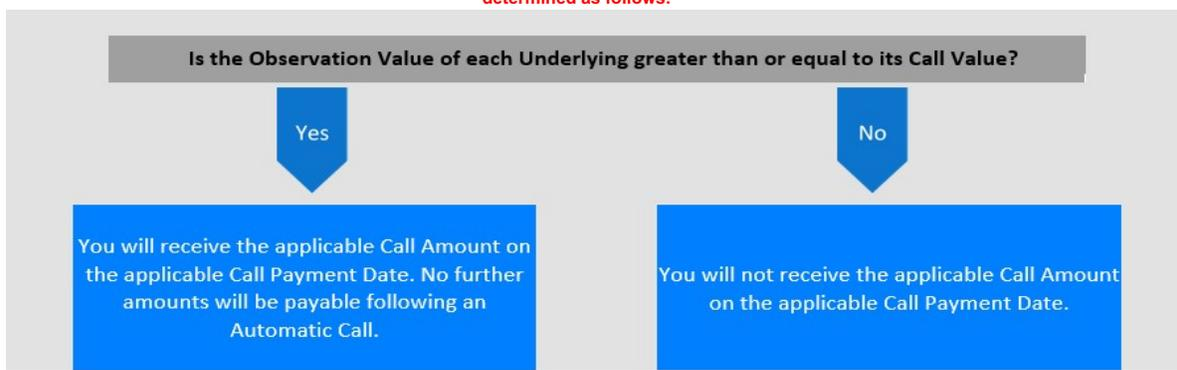 determined as follows:
Is the Observation Value of each Underlying greater than or equal to its Call Value?
Yes
No
You will receive the applicable Call Amount on
the applicable Call Payment Date. No further
amounts will be payable following an
Automatic Call.
You will not receive the applicable Call Amount
on the applicable Call Payment Date.